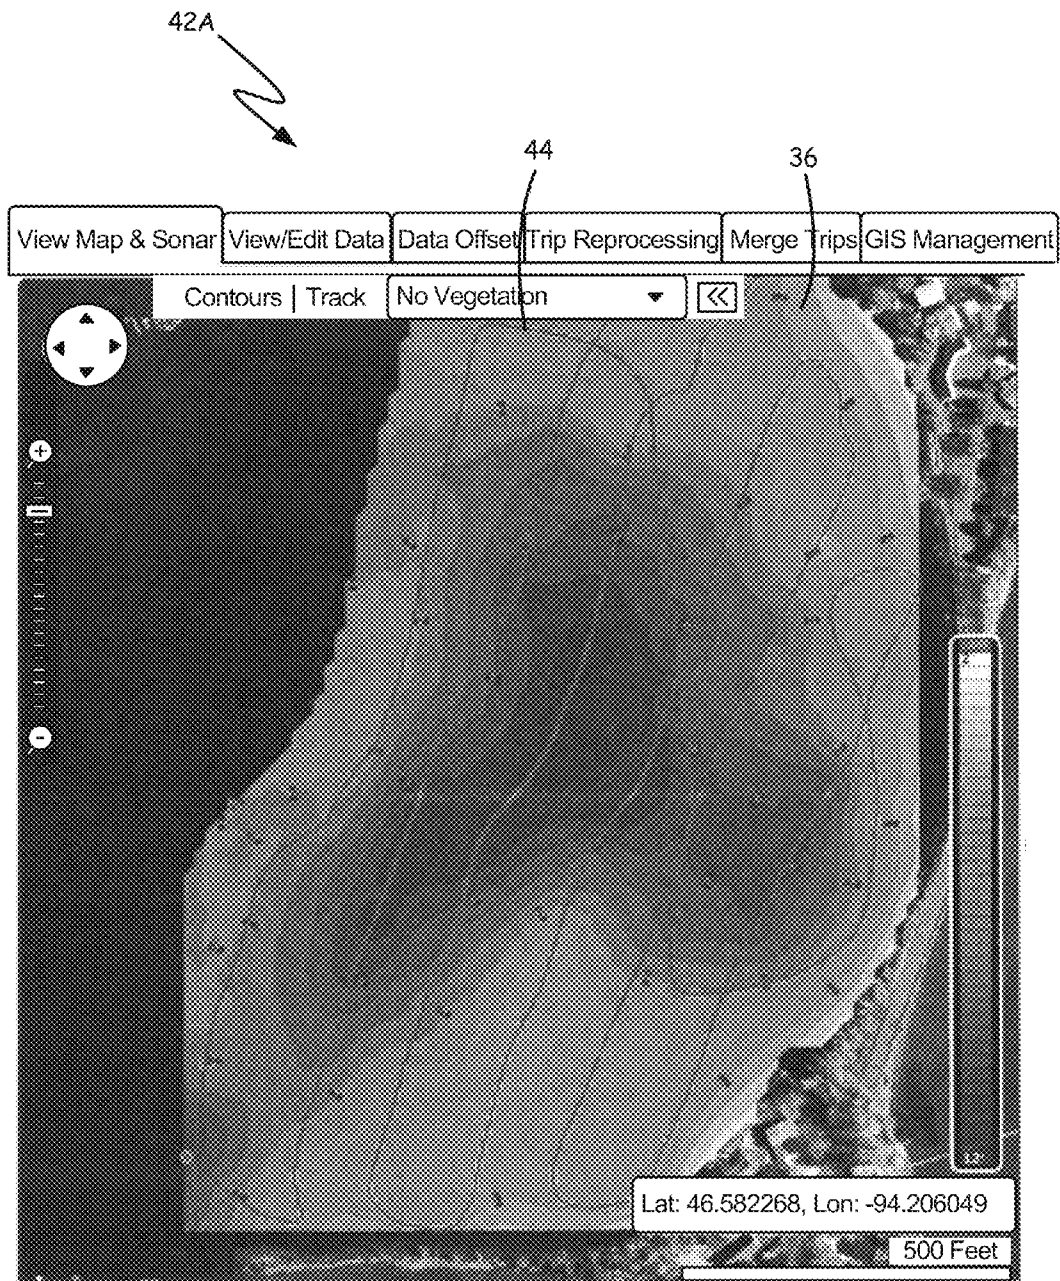 42A
44
36
View Map & Sonar
View/Edit Data
Data Offset
Trip Reprocessing
Merge Trips
GIS Management
Contours | Track
No Vegetation
Lat: 46.582268, Lon: -94.206049
500 Feet